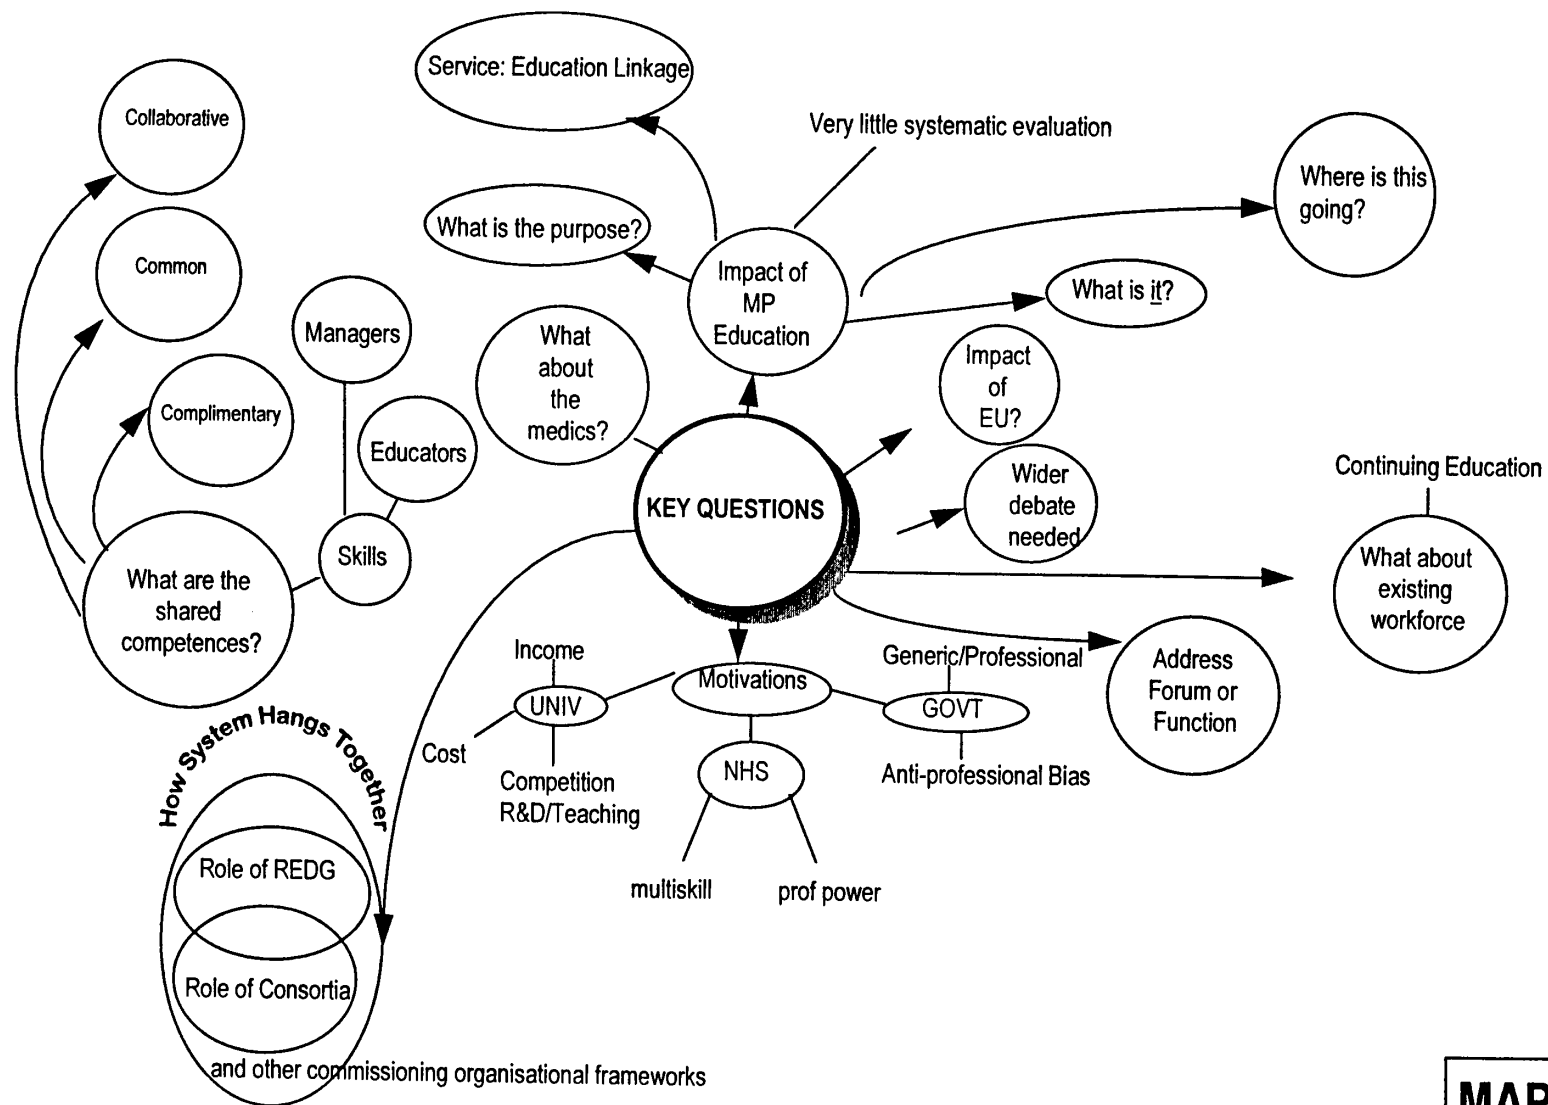 Service: Education Linkage
Collaborative
Very little systematic evaluation
Where is this
going?
What is the purpose?
Common
Impact of
MP
Education
What is it?
Managers
What
about
the
medics?
Impact
of
EU?
Complimentary
Educators
Wider
debate
needed
Continuing Education
KEY QUESTIONS
What about
existing
workforce
Skills
What are the
shared
competences?
Income
UNIV
Cost
Competition
R&D/Teaching
Motivations
NHS
multiskill
prof power
Generic/Professional
GOVT
Anti-professional Bias
Address
Forum or
Function
How System Hangs Together
Role of REDG
Role of Consortia
and other commissioning organisational frameworks
MAP